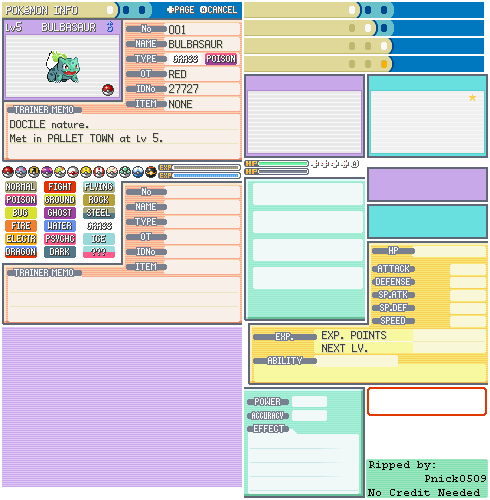 POKéMON INFO PAGE CANCEL
Lv5 BULBASAUR ♂
No 001
NAME BULBASAUR
TYPE GRASS POISON
OT RED
IDNo 27727
ITEM NONE
TRAINER MEMO
DOCILE nature.
Met in PALLET TOWN at Lv 5.
EXP
EXP
HP
HP
NORMAL FIGHT FLYING
POISON GROUND ROCK
BUG GHOST STEEL
FIRE WATER GRASS
ELECTR PSYCHC ICE
DRAGON DARK ???
No
NAME
TYPE
OT
IDNo
ITEM
TRAINER MEMO
HP
ATTACK
DEFENSE
SP.ATK
SP.DEF
SPEED
EXP. EXP. POINTS
NEXT LV.
ABILITY
POWER
ACCURACY
EFFECT
Ripped by:
Pnick0509
No Credit Needed